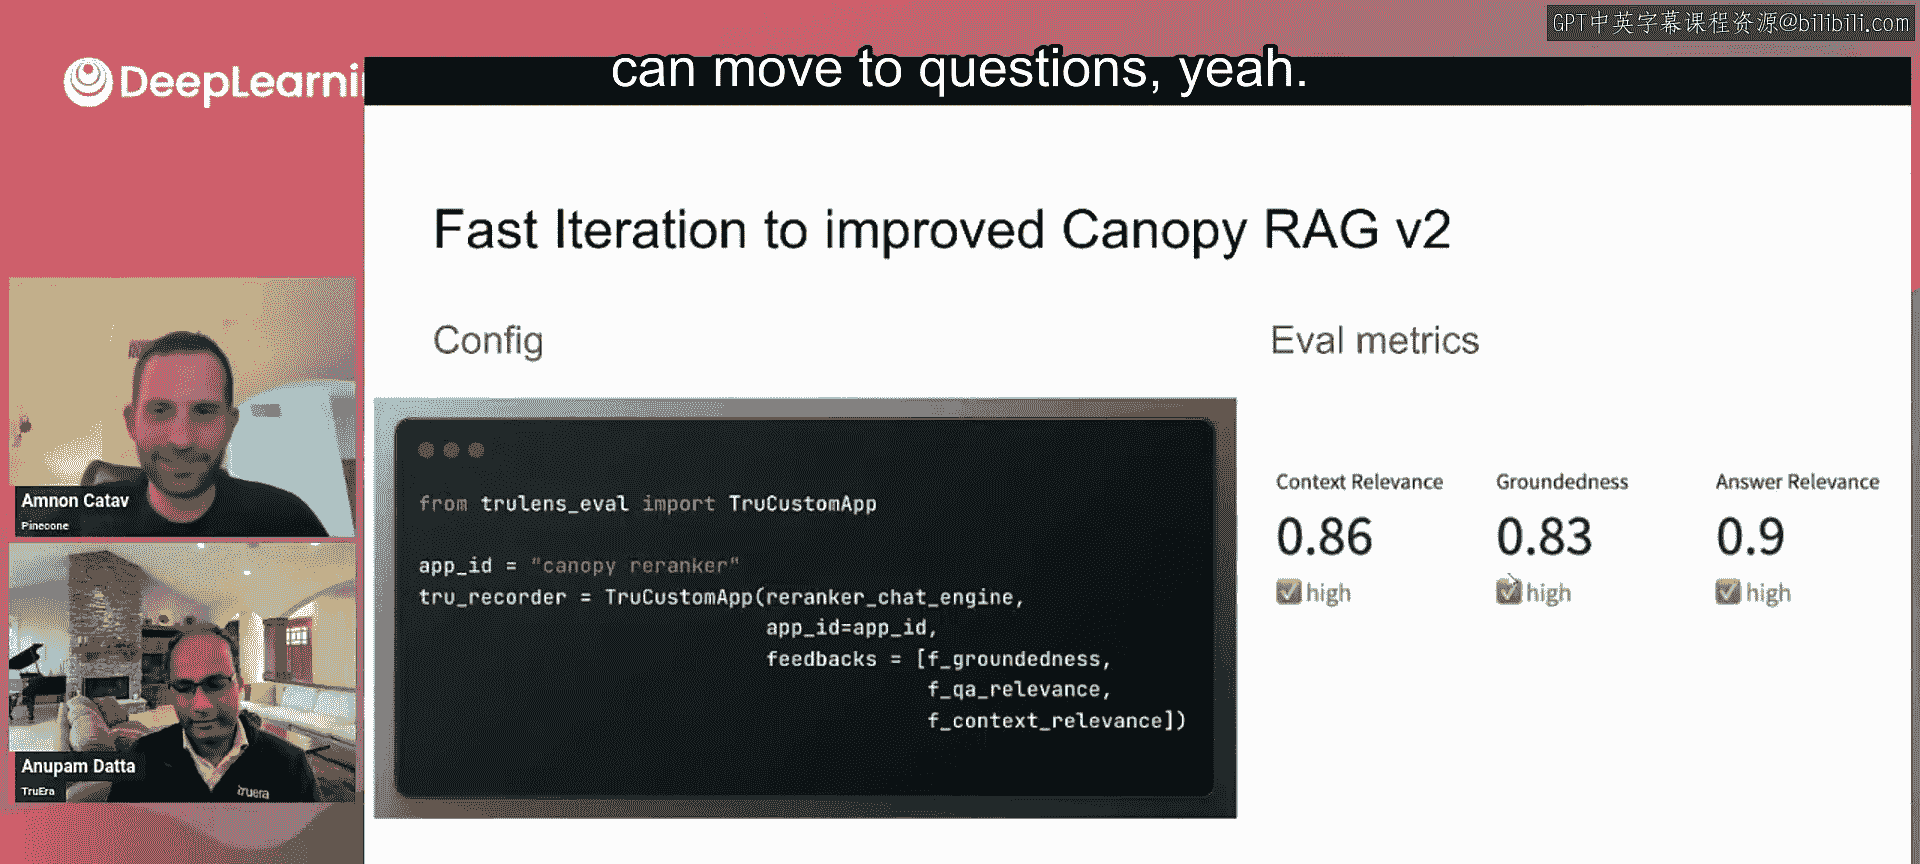 GPT中英字幕课程资源@bilibili.com
can move to questions, yeah.
DeepLearni
Fast Iteration to improved Canopy RAG v2
Config
Eval metrics
from trulens_eval import TruCustomApp
app_id = "canopy reranker"
tru_recorder = TruCustomApp(reranker_chat_engine,
app_id=app_id,
feedbacks = [f_groundedness,
f_qa_relevance,
f_context_relevance])
Context Relevance
0.86
high
Groundedness
0.83
high
Answer Relevance
0.9
high
Amnon Catav
Pinecone
Anupam Datta
TruEra
truera